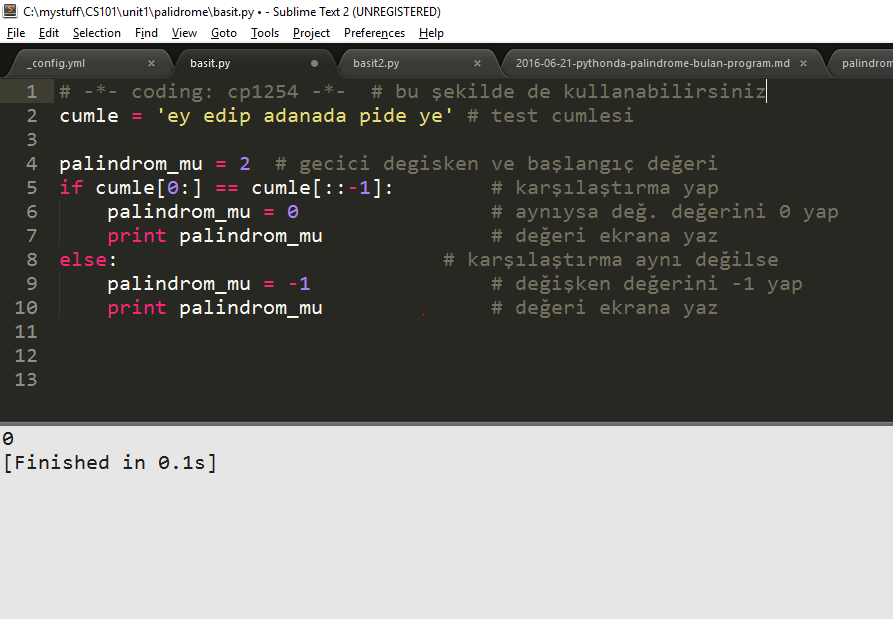 C:\mystuff\CS101\unit1\palidrome\basit.py • - Sublime Text 2 (UNREGISTERED)
File Edit Selection Find View Goto Tools Project Preferences Help
_config.yml × basit.py basit2.py × 2016-06-21-pythonda-palindrome-bulan-program.md × palindrom
1 # -*- coding: cp1254 -*-  # bu şekilde de kullanabilirsiniz
2 cumle = 'ey edip adanada pide ye' # test cumlesi
3
4 palindrom_mu = 2  # gecici degisken ve başlangıç değeri
5 if cumle[0:] == cumle[::-1]:        # karşılaştırma yap
6     palindrom_mu = 0                # aynıysa değ. değerini 0 yap
7     print palindrom_mu              # değeri ekrana yaz
8 else:                           # karşılaştırma aynı değilse
9     palindrom_mu = -1               # değişken değerini -1 yap
10     print palindrom_mu              # değeri ekrana yaz
11
12
13
0
[Finished in 0.1s]